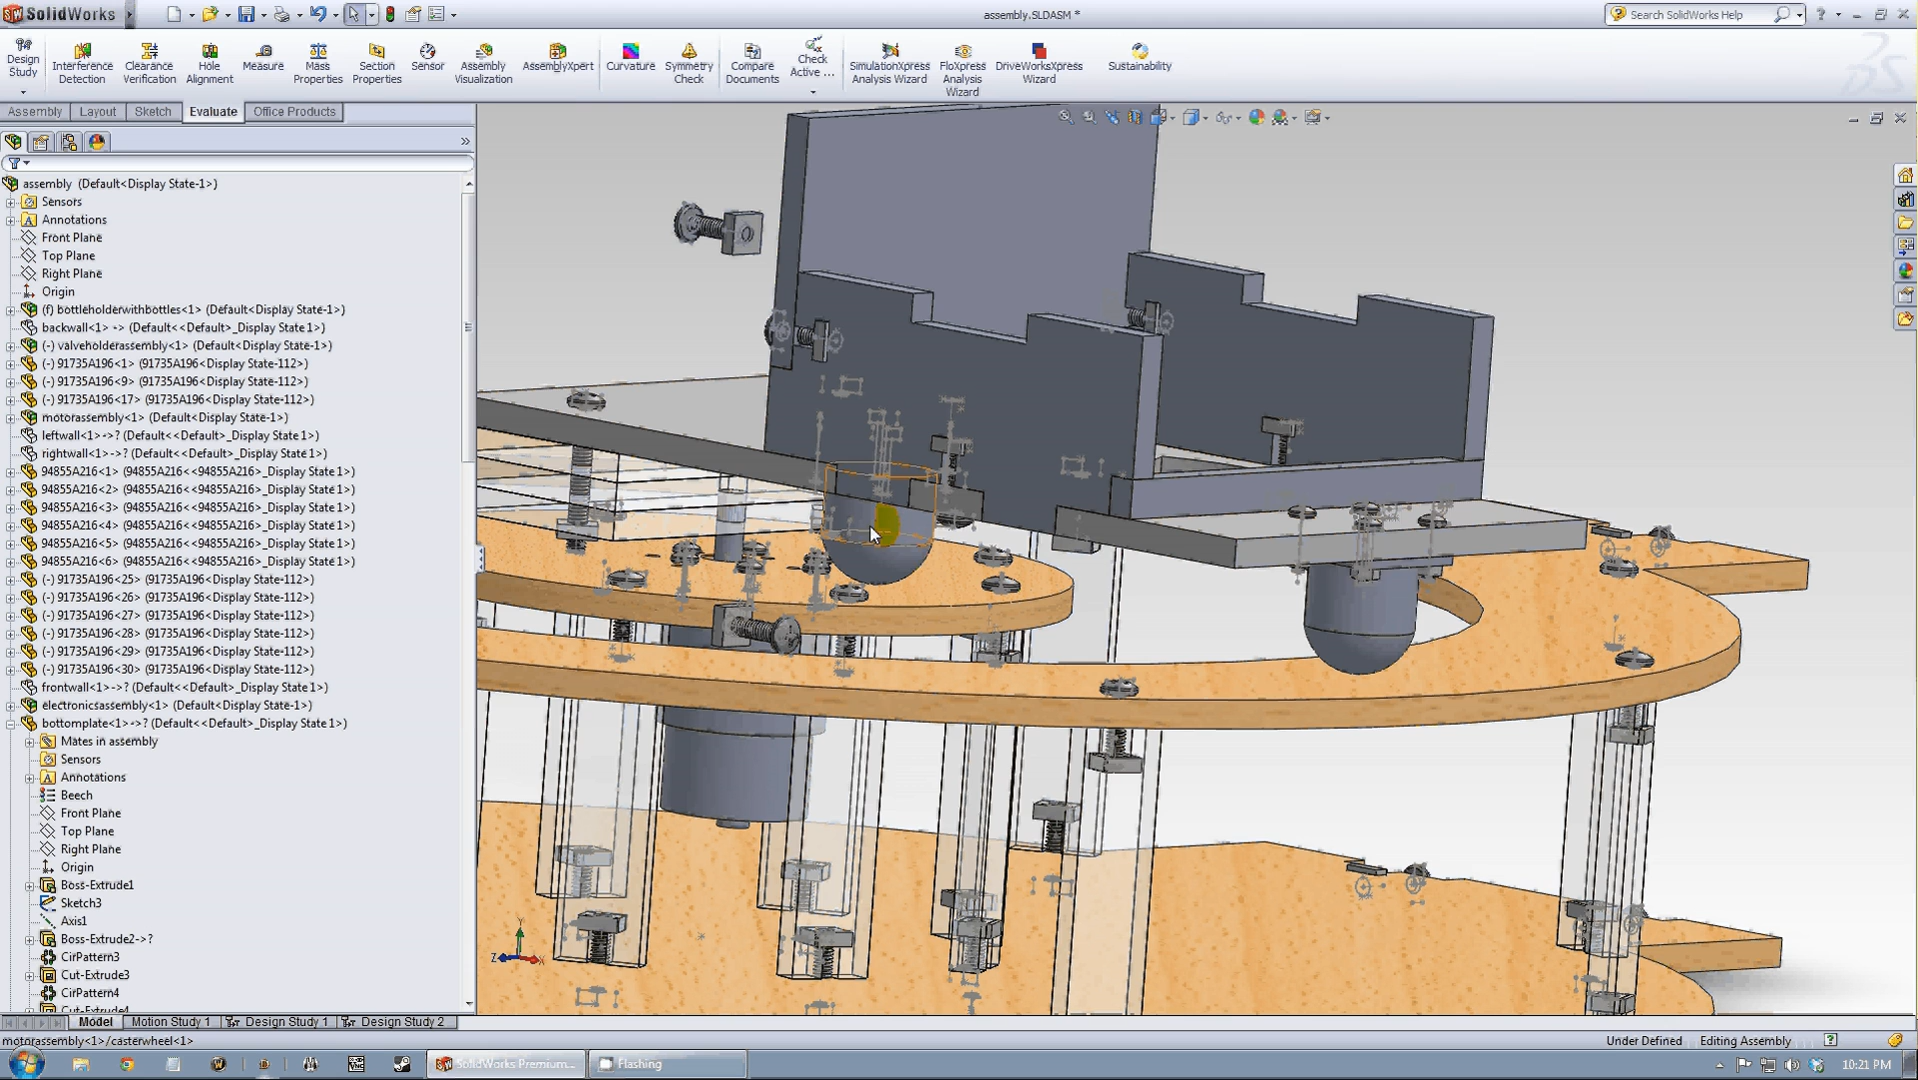 SolidWorks
assembly.SLDASM *
Search SolidWorks Help
Design Study
Interference Detection
Clearance Verification
Hole Alignment
Measure
Mass Properties
Section Properties
Sensor
Assembly Visualization
AssemblyXpert
Curvature
Symmetry Check
Compare Documents
Check Active ...
SimulationXpress Analysis Wizard
FloXpress Analysis Wizard
DriveWorksXpress Wizard
Sustainability
Assembly Layout Sketch Evaluate Office Products
assembly (Default<Display State-1>)
Sensors
Annotations
Front Plane
Top Plane
Right Plane
Origin
(f) bottleholderwithbottles<1> (Default<Display State-1>)
backwall<1> -> (Default<<Default>_Display State 1>)
(-) valveholderassembly<1> (Default<Display State-1>)
(-) 91735A196<1> (91735A196<Display State-112>)
(-) 91735A196<9> (91735A196<Display State-112>)
(-) 91735A196<17> (91735A196<Display State-112>)
motorassembly<1> (Default<Display State-1>)
leftwall<1>->? (Default<<Default>_Display State 1>)
rightwall<1>->? (Default<<Default>_Display State 1>)
94855A216<1> (94855A216<<94855A216>_Display State 1>)
94855A216<2> (94855A216<<94855A216>_Display State 1>)
94855A216<3> (94855A216<<94855A216>_Display State 1>)
94855A216<4> (94855A216<<94855A216>_Display State 1>)
94855A216<5> (94855A216<<94855A216>_Display State 1>)
94855A216<6> (94855A216<<94855A216>_Display State 1>)
(-) 91735A196<25> (91735A196<Display State-112>)
(-) 91735A196<26> (91735A196<Display State-112>)
(-) 91735A196<27> (91735A196<Display State-112>)
(-) 91735A196<28> (91735A196<Display State-112>)
(-) 91735A196<29> (91735A196<Display State-112>)
(-) 91735A196<30> (91735A196<Display State-112>)
frontwall<1>->? (Default<<Default>_Display State 1>)
electronicsassembly<1> (Default<Display State-1>)
bottomplate<1>->? (Default<<Default>_Display State 1>)
Mates in assembly
Sensors
Annotations
Beech
Front Plane
Top Plane
Right Plane
Origin
Boss-Extrude1
Sketch3
Axis1
Boss-Extrude2->?
CirPattern3
Cut-Extrude3
CirPattern4
Cut-Extrude4
Y
Z
X
Model Motion Study 1 Design Study 1 Design Study 2
motorassembly<1>/casterwheel<1>
Under Defined Editing Assembly
SolidWorks Premium...
Flashing
10:21 PM